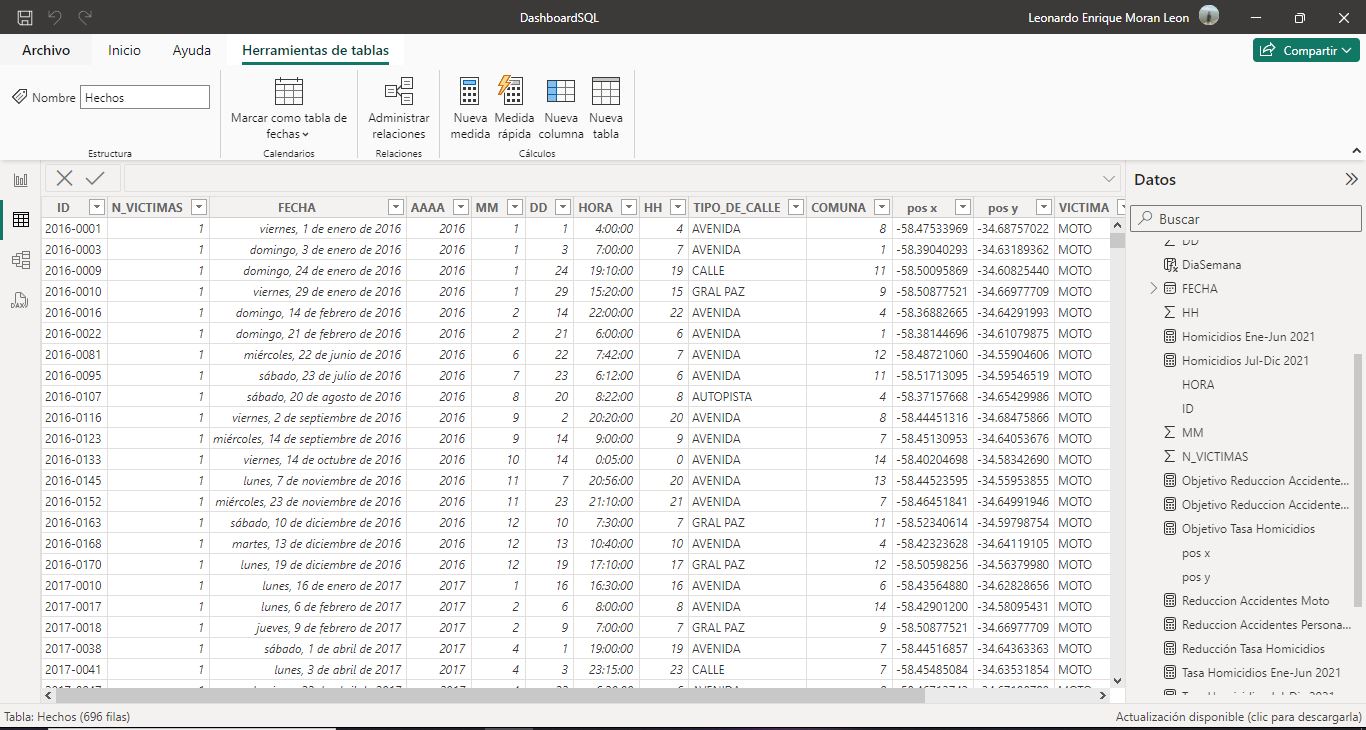 DashboardSQL
Leonardo Enrique Moran Leon
Archivo Inicio Ayuda Herramientas de tablas
Compartir
Nombre Hechos
Marcar como tabla de fechas
Administrar relaciones
Nueva medida
Medida rápida
Nueva columna
Nueva tabla
Estructura Calendarios Relaciones Cálculos
ID N_VICTIMAS FECHA AAAA MM DD HORA HH TIPO_DE_CALLE COMUNA pos x pos y VICTIMA
2016-0001 1 viernes, 1 de enero de 2016 2016 1 1 4:00:00 4 AVENIDA 8 -58.47533969 -34.68757022 MOTO
2016-0003 1 domingo, 3 de enero de 2016 2016 1 3 7:00:00 7 AVENIDA 1 -58.39040293 -34.63189362 MOTO
2016-0009 1 domingo, 24 de enero de 2016 2016 1 24 19:10:00 19 CALLE 11 -58.50095869 -34.60825440 MOTO
2016-0010 1 viernes, 29 de enero de 2016 2016 1 29 15:20:00 15 GRAL PAZ 9 -58.50877521 -34.66977709 MOTO
2016-0016 1 domingo, 14 de febrero de 2016 2016 2 14 22:00:00 22 AVENIDA 4 -58.36882665 -34.64291993 MOTO
2016-0022 1 domingo, 21 de febrero de 2016 2016 2 21 6:00:00 6 AVENIDA 1 -58.38144696 -34.61079875 MOTO
2016-0081 1 miércoles, 22 de junio de 2016 2016 6 22 7:42:00 7 AVENIDA 12 -58.48721060 -34.55904606 MOTO
2016-0095 1 sábado, 23 de julio de 2016 2016 7 23 6:12:00 6 AVENIDA 11 -58.51713095 -34.59546519 MOTO
2016-0107 1 sábado, 20 de agosto de 2016 2016 8 20 8:22:00 8 AUTOPISTA 4 -58.37157668 -34.65429986 MOTO
2016-0116 1 viernes, 2 de septiembre de 2016 2016 9 2 20:20:00 20 AVENIDA 8 -58.44451316 -34.68475866 MOTO
2016-0123 1 miércoles, 14 de septiembre de 2016 2016 9 14 9:00:00 9 AVENIDA 7 -58.45130953 -34.64053676 MOTO
2016-0133 1 viernes, 14 de octubre de 2016 2016 10 14 0:05:00 0 AVENIDA 14 -58.40204698 -34.58342690 MOTO
2016-0145 1 lunes, 7 de noviembre de 2016 2016 11 7 20:56:00 20 AVENIDA 13 -58.44523595 -34.55953855 MOTO
2016-0152 1 miércoles, 23 de noviembre de 2016 2016 11 23 21:10:00 21 AVENIDA 7 -58.46451841 -34.64991946 MOTO
2016-0163 1 sábado, 10 de diciembre de 2016 2016 12 10 7:30:00 7 GRAL PAZ 11 -58.52340614 -34.59798754 MOTO
2016-0168 1 martes, 13 de diciembre de 2016 2016 12 13 10:40:00 10 AVENIDA 4 -58.42323628 -34.64119105 MOTO
2016-0170 1 lunes, 19 de diciembre de 2016 2016 12 19 17:10:00 17 GRAL PAZ 12 -58.50598256 -34.56379980 MOTO
2017-0010 1 lunes, 16 de enero de 2017 2017 1 16 16:30:00 16 AVENIDA 6 -58.43564880 -34.62828656 MOTO
2017-0017 1 lunes, 6 de febrero de 2017 2017 2 6 8:00:00 8 AVENIDA 14 -58.42901200 -34.58095431 MOTO
2017-0018 1 jueves, 9 de febrero de 2017 2017 2 9 7:00:00 7 GRAL PAZ 9 -58.50877521 -34.66977709 MOTO
2017-0038 1 sábado, 1 de abril de 2017 2017 4 1 19:00:00 19 AVENIDA 7 -58.44516857 -34.64363363 MOTO
2017-0041 1 lunes, 3 de abril de 2017 2017 4 3 23:15:00 23 CALLE 7 -58.45485084 -34.63531854 MOTO
Datos
Buscar
DD
DiaSemana
FECHA
HH
Homicidios Ene-Jun 2021
Homicidios Jul-Dic 2021
HORA
ID
MM
N_VICTIMAS
Objetivo Reduccion Accidente...
Objetivo Reduccion Accidente...
Objetivo Tasa Homicidios
pos x
pos y
Reduccion Accidentes Moto
Reduccion Accidentes Persona...
Reducción Tasa Homicidios
Tasa Homicidios Ene-Jun 2021
Tabla: Hechos (696 filas)
Actualización disponible (clic para descargarla)